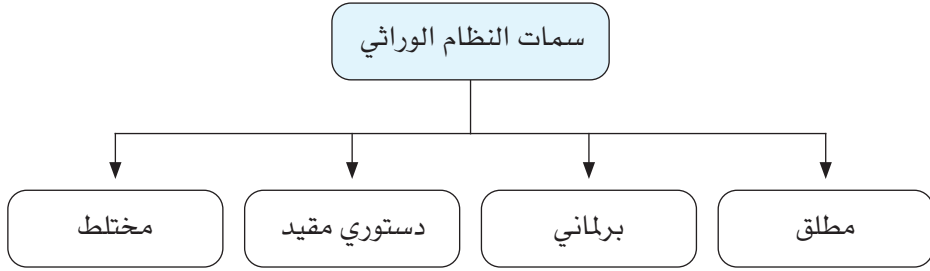 سمات النظام الوراثي
مطلق
برلماني
دستوري مقيد
مختلط